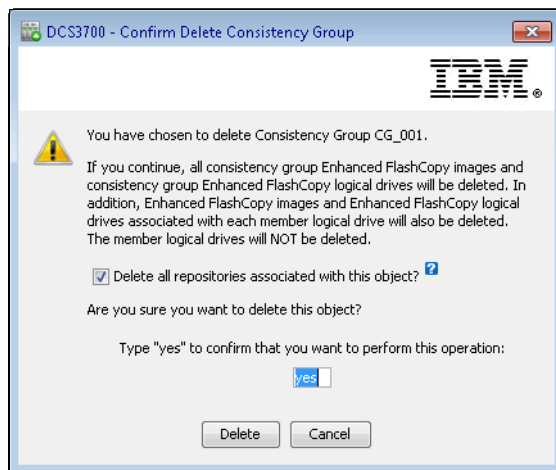 DCS3700 - Confirm Delete Consistency Group
IBM®
You have chosen to delete Consistency Group CG_001.
If you continue, all consistency group Enhanced FlashCopy images and
consistency group Enhanced FlashCopy logical drives will be deleted. In
addition, Enhanced FlashCopy images and Enhanced FlashCopy logical
drives associated with each member logical drive will also be deleted.
The member logical drives will NOT be deleted.
Delete all repositories associated with this object? ?
Are you sure you want to delete this object?
Type "yes" to confirm that you want to perform this operation:
yes
Delete Cancel